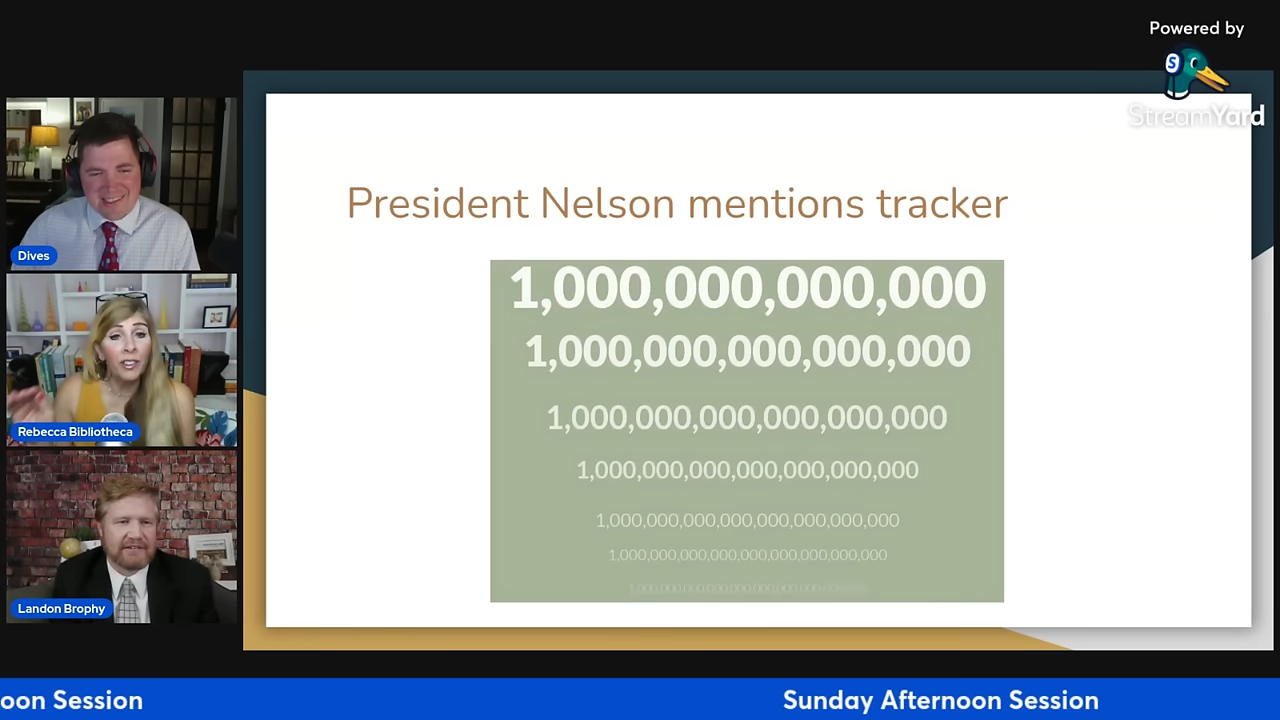 Powered by
S
StreamYard
Dives
Rebecca Bibliotheca
Landon Brophy
President Nelson mentions tracker
1,000,000,000,000
1,000,000,000,000,000
1,000,000,000,000,000,000
1,000,000,000,000,000,000,000
1,000,000,000,000,000,000,000,000
1,000,000,000,000,000,000,000,000,000
oon Session
Sunday Afternoon Session